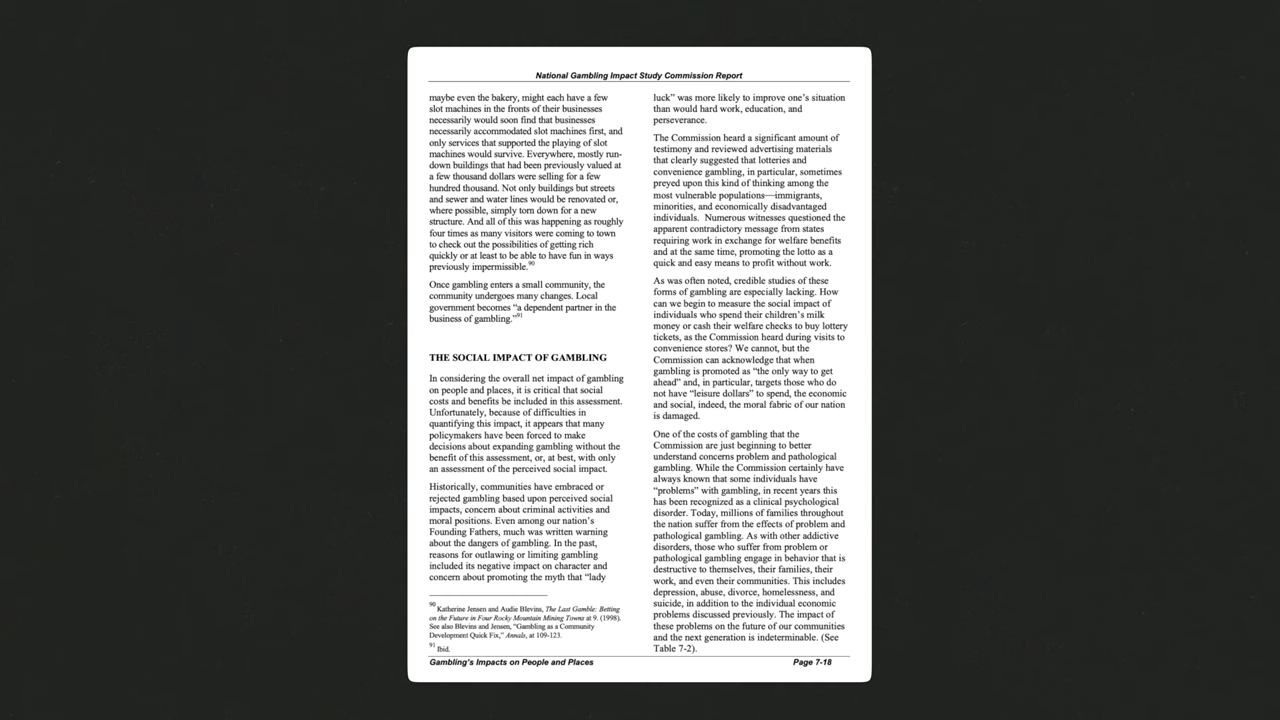 National Gambling Impact Study Commission Report
maybe even the bakery, might each have a few
slot machines in the fronts of their businesses
necessarily would soon find that businesses
necessarily accommodated slot machines first, and
only services that supported the playing of slot
machines would survive. Everywhere, mostly run-
down buildings that had been previously valued at
a few thousand dollars were selling for a few
hundred thousand. Not only buildings but streets
and sewer and water lines would be renovated or,
where possible, simply torn down for a new
structure. And all of this was happening as roughly
four times as many visitors were coming to town
to check out the possibilities of getting rich
quickly or at least to be able to have fun in ways
previously impermissible.90
Once gambling enters a small community, the
community undergoes many changes. Local
government becomes “a dependent partner in the
business of gambling.”91
THE SOCIAL IMPACT OF GAMBLING
In considering the overall net impact of gambling
on people and places, it is critical that social
costs and benefits be included in this assessment.
Unfortunately, because of difficulties in
quantifying this impact, it appears that many
policymakers have been forced to make
decisions about expanding gambling without the
benefit of this assessment, or, at best, with only
an assessment of the perceived social impact.
Historically, communities have embraced or
rejected gambling based upon perceived social
impacts, concern about criminal activities and
moral positions. Even among our nation’s
Founding Fathers, much was written warning
about the dangers of gambling. In the past,
reasons for outlawing or limiting gambling
included its negative impact on character and
concern about promoting the myth that “lady
90 Katherine Jensen and Audie Blevins, The Last Gamble: Betting
on the Future in Four Rocky Mountain Mining Towns at 9. (1998).
See also Blevins and Jensen, “Gambling as a Community
Development Quick Fix,” Annals, at 109-123.
91 Ibid.
luck” was more likely to improve one’s situation
than would hard work, education, and
perseverance.
The Commission heard a significant amount of
testimony and reviewed advertising materials
that clearly suggested that lotteries and
convenience gambling, in particular, sometimes
preyed upon this kind of thinking among the
most vulnerable populations—immigrants,
minorities, and economically disadvantaged
individuals. Numerous witnesses questioned the
apparent contradictory message from states
requiring work in exchange for welfare benefits
and at the same time, promoting the lotto as a
quick and easy means to profit without work.
As was often noted, credible studies of these
forms of gambling are especially lacking. How
can we begin to measure the social impact of
individuals who spend their children’s milk
money or cash their welfare checks to buy lottery
tickets, as the Commission heard during visits to
convenience stores? We cannot, but the
Commission can acknowledge that when
gambling is promoted as “the only way to get
ahead” and, in particular, targets those who do
not have “leisure dollars” to spend, the economic
and social, indeed, the moral fabric of our nation
is damaged.
One of the costs of gambling that the
Commission are just beginning to better
understand concerns problem and pathological
gambling. While the Commission certainly have
always known that some individuals have
“problems” with gambling, in recent years this
has been recognized as a clinical psychological
disorder. Today, millions of families throughout
the nation suffer from the effects of problem and
pathological gambling. As with other addictive
disorders, those who suffer from problem or
pathological gambling engage in behavior that is
destructive to themselves, their families, their
work, and even their communities. This includes
depression, abuse, divorce, homelessness, and
suicide, in addition to the individual economic
problems discussed previously. The impact of
these problems on the future of our communities
and the next generation is indeterminable. (See
Table 7-2).
Gambling’s Impacts on People and Places
Page 7-18